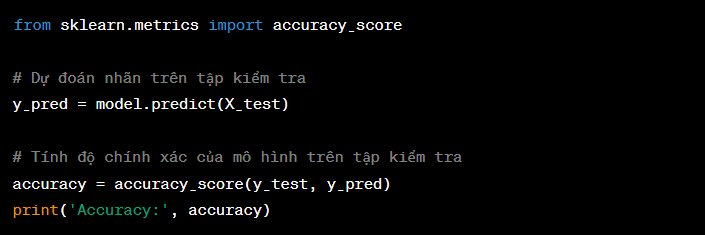 from sklearn.metrics import accuracy_score
# Dự đoán nhãn trên tập kiểm tra
y_pred = model.predict(X_test)
# Tính độ chính xác của mô hình trên tập kiểm tra
accuracy = accuracy_score(y_test, y_pred)
print('Accuracy:', accuracy)